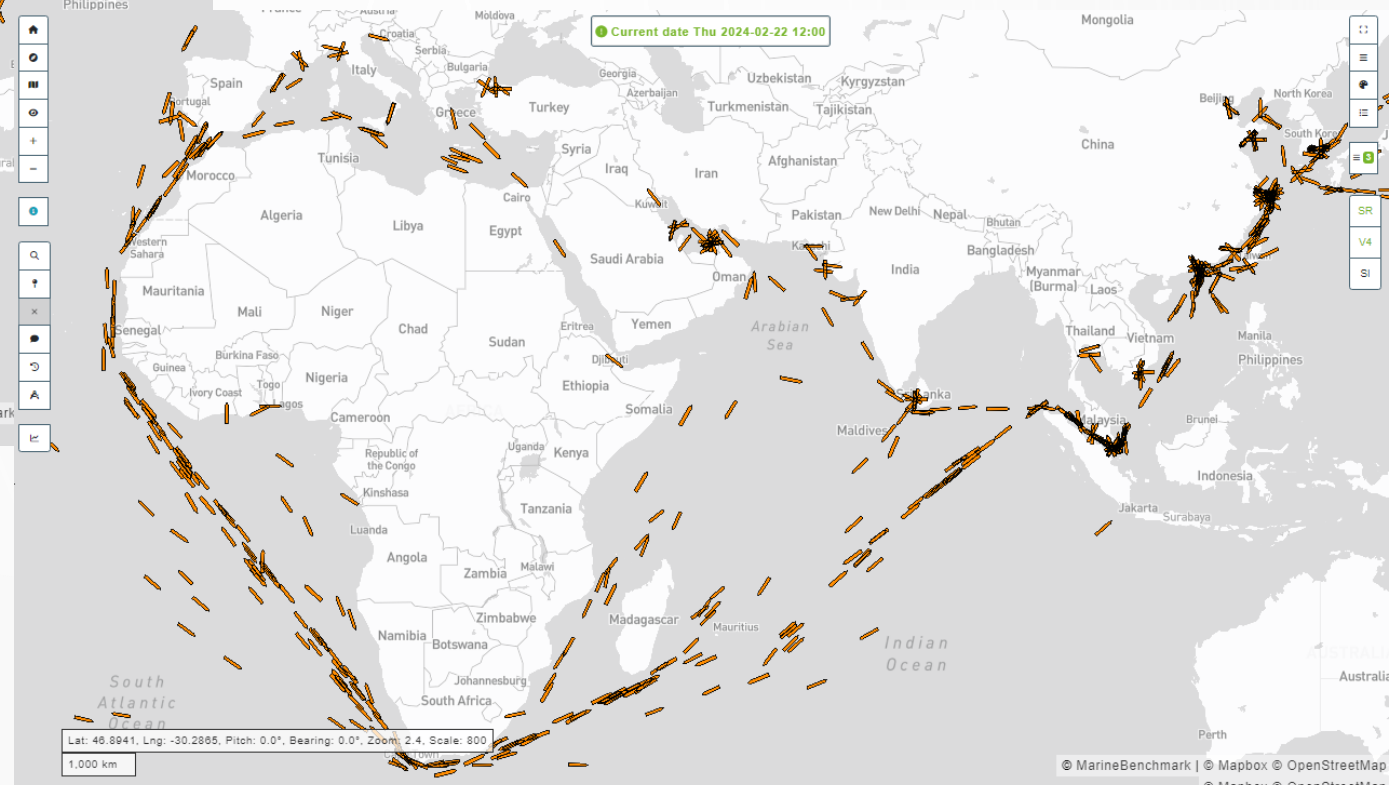 Philippines
France
Austria
Moldova
Mongolia
Current date Thu 2024-02-22 12:00
Croatia
Serbia
Italy
Bulgaria
Spain
Georgia
Uzbekistan
Kyrgyzstan
Azerbaijan
Beijing
North Korea
Portugal
Greece
Turkey
Turkmenistan
Tajikistan
South Korea
China
+
Tunisia
Syria
Afghanistan
3
−
Morocco
Iraq
Iran
Kuwait
Cairo
Pakistan
New Delhi
Nepal
Bhutan
SR
Algeria
Libya
Egypt
Karachi
Bangladesh
V4
Western
Sahara
Saudi Arabia
Oman
India
Myanmar
(Burma)
Laos
SI
Mauritania
Mali
Niger
Chad
Eritrea
Yemen
Arabian
Sea
Thailand
Vietnam
Manila
Philippines
Senegal
Sudan
Burkina Faso
Djibouti
Guinea
Togo
Nigeria
Ethiopia
Ivory Coast
Lagos
Sri Lanka
Cameroon
Somalia
Maldives
Malaysia
Brunei
Republic of
the Congo
Uganda
Kenya
Indonesia
Kinshasa
Tanzania
Jakarta
Surabaya
Luanda
Angola
Zambia
Malawi
Zimbabwe
Madagascar
Mauritius
Namibia
Botswana
Indian
Ocean
AUSTRALIA
Australia
South
Atlantic
Ocean
Johannesburg
South Africa
Lat: 46.8941, Lng: -30.2865, Pitch: 0.0°, Bearing: 0.0°, Zoom: 2.4, Scale: 800
Perth
1,000 km
© MarineBenchmark | © Mapbox © OpenStreetMap
© Mapbox © OpenStreetMap